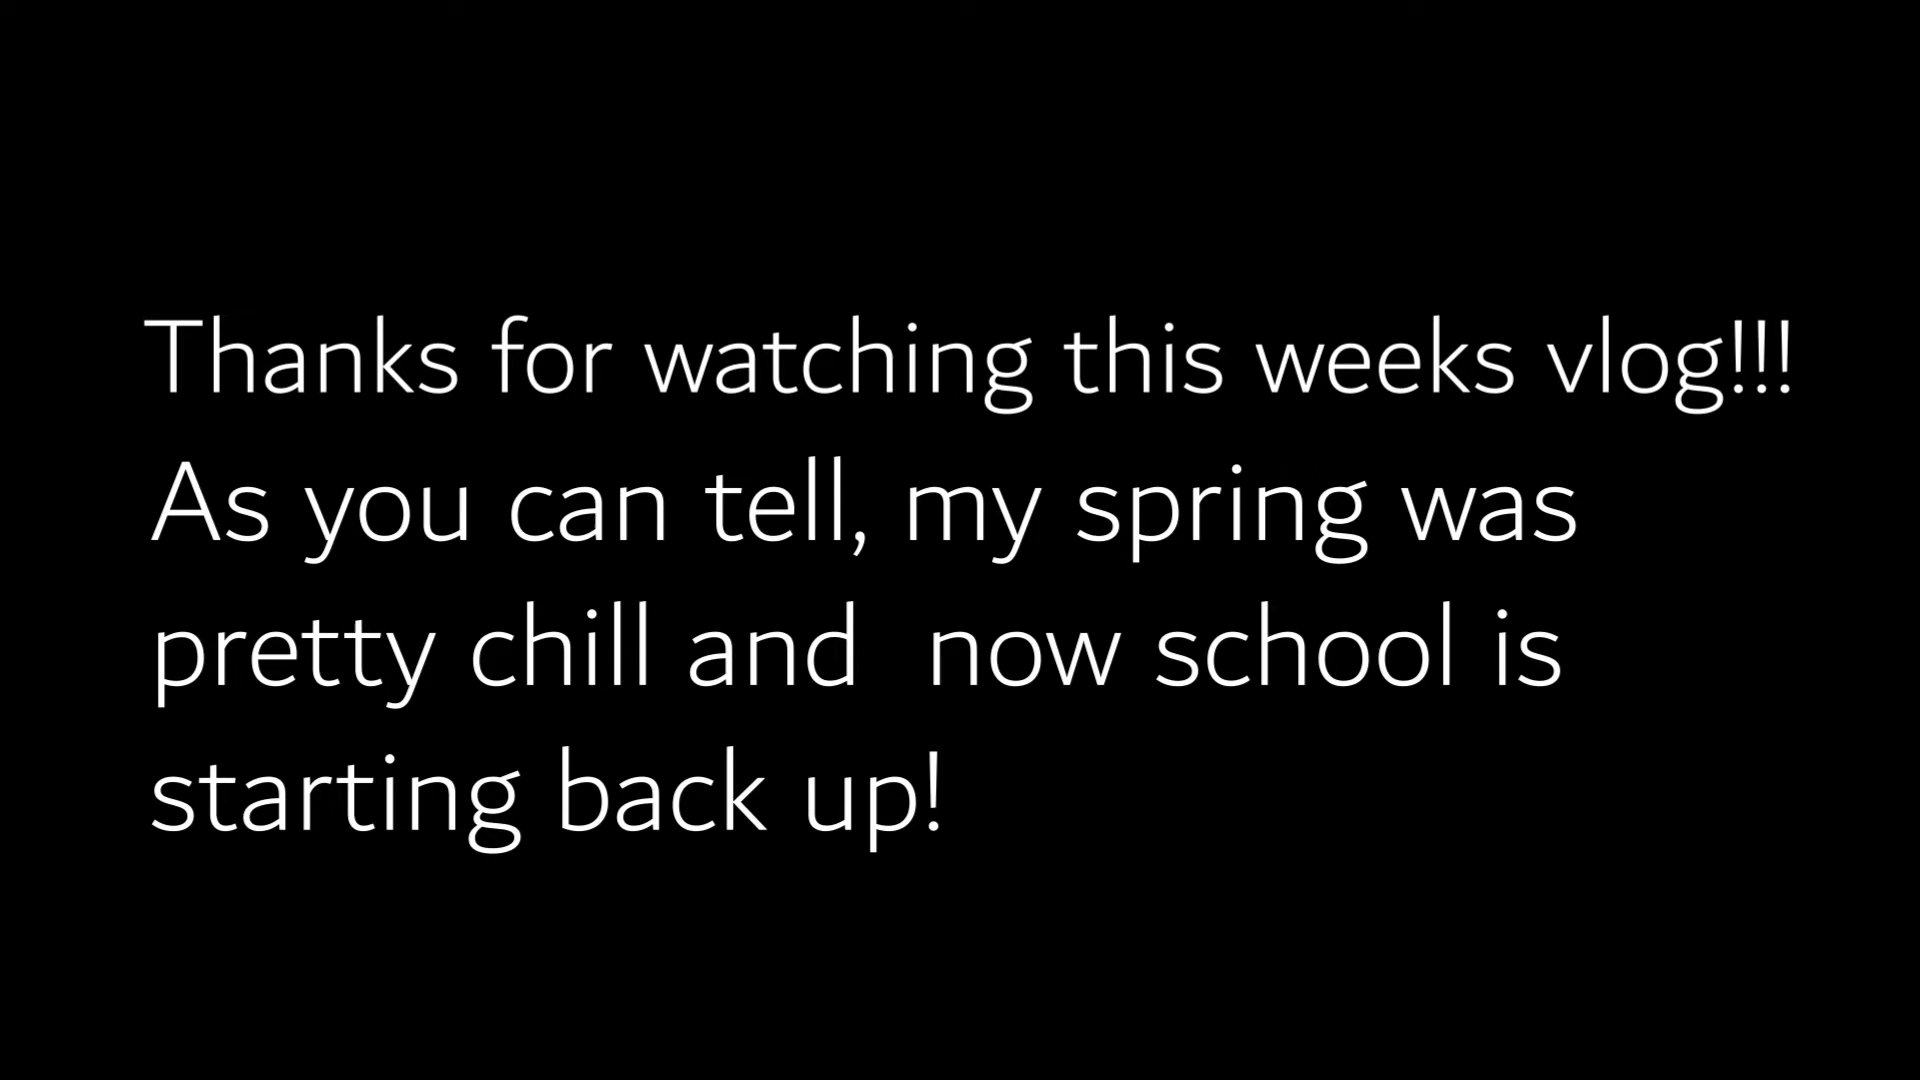 Thanks for watching this weeks vlog!!!
As you can tell, my spring was
pretty chill and  now school is
starting back up!